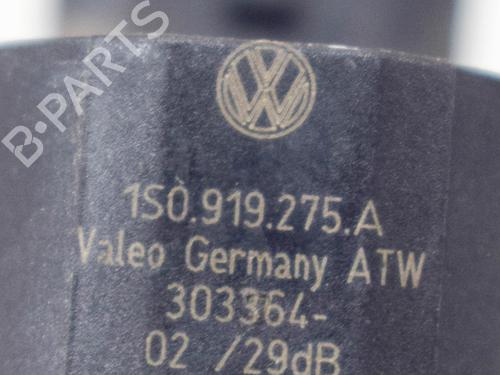 B-PARTS
1S0.919.275.A
Valeo Germany ATW
303364-
02 /29dB